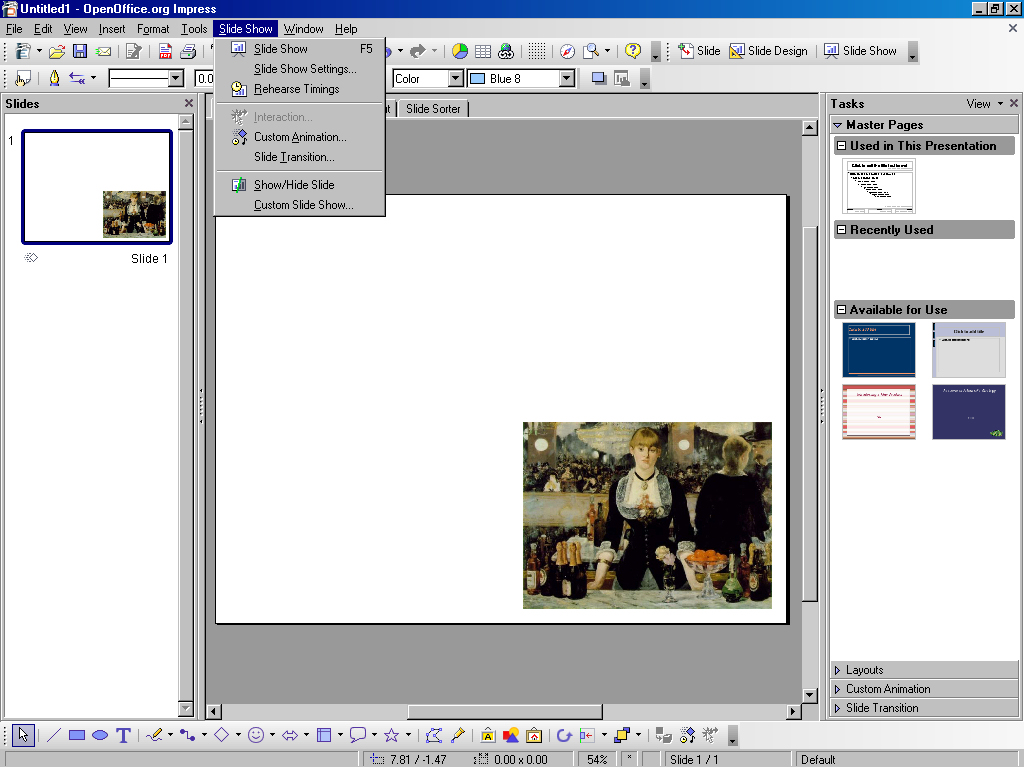 Untitled1 - OpenOffice.org Impress
File Edit View Insert Format Tools Slide Show Window Help
Slide Show F5
Slide Show Settings...
Rehearse Timings
Interaction...
Custom Animation...
Slide Transition...
Show/Hide Slide
Custom Slide Show...
Slide Slide Design Slide Show
0.0
Color Blue 8
Slides
Slide Sorter
1
Slide 1
Tasks View
Master Pages
Used in This Presentation
Recently Used
Available for Use
Click to add title
Layouts
Custom Animation
Slide Transition
7.81 / -1.47 0.00 x 0.00 54% * Slide 1 / 1 Default